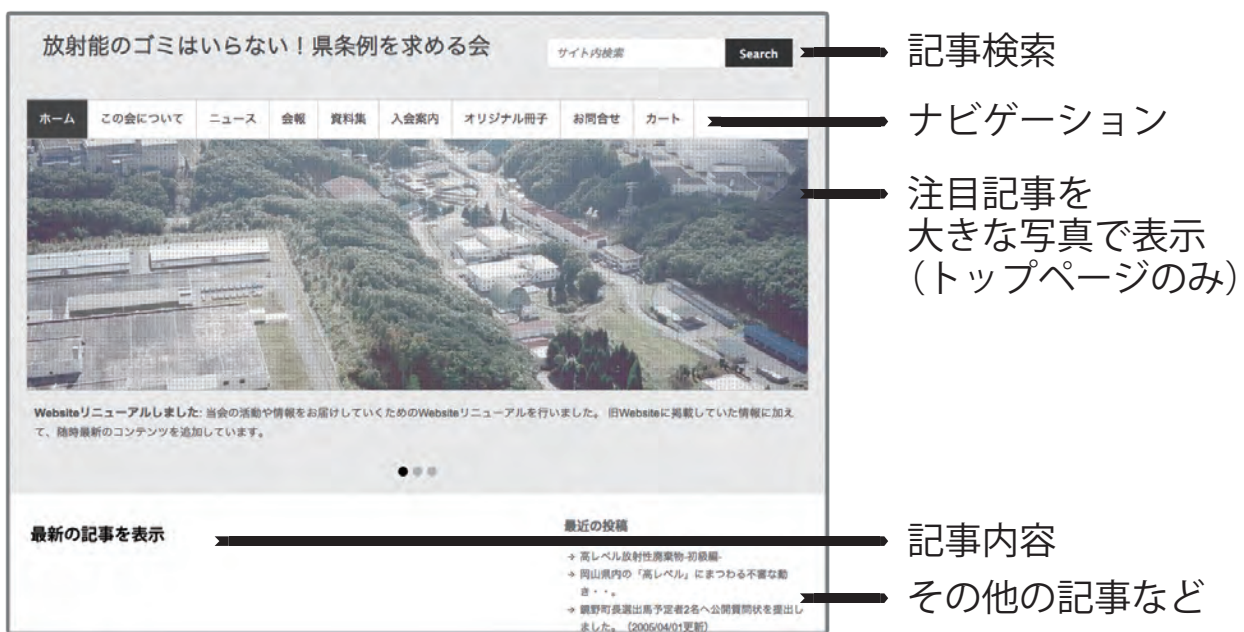 放射能のゴミはいらない！県条例を求める会
サイト内検索
Search
記事検索
ホーム この会について ニュース 会報 資料集 入会案内 オリジナル冊子 お問合せ カート
ナビゲーション
注目記事を
大きな写真で表示
（トップページのみ）
Websiteリニューアルしました: 当会の活動や情報をお届けしていくためのWebsiteリニューアルを行いました。 旧Websiteに掲載していた情報に加え
て、随時最新のコンテンツを追加しています。
最新の記事を表示
記事内容
最近の投稿
→ 高レベル放射性廃棄物-初級編-
→ 岡山県内の「高レベル」にまつわる不審な動
き・・。
→ 鏡野町長選出馬予定者2名へ公開質問状を提出し
ました。（2005/04/01更新）
その他の記事など